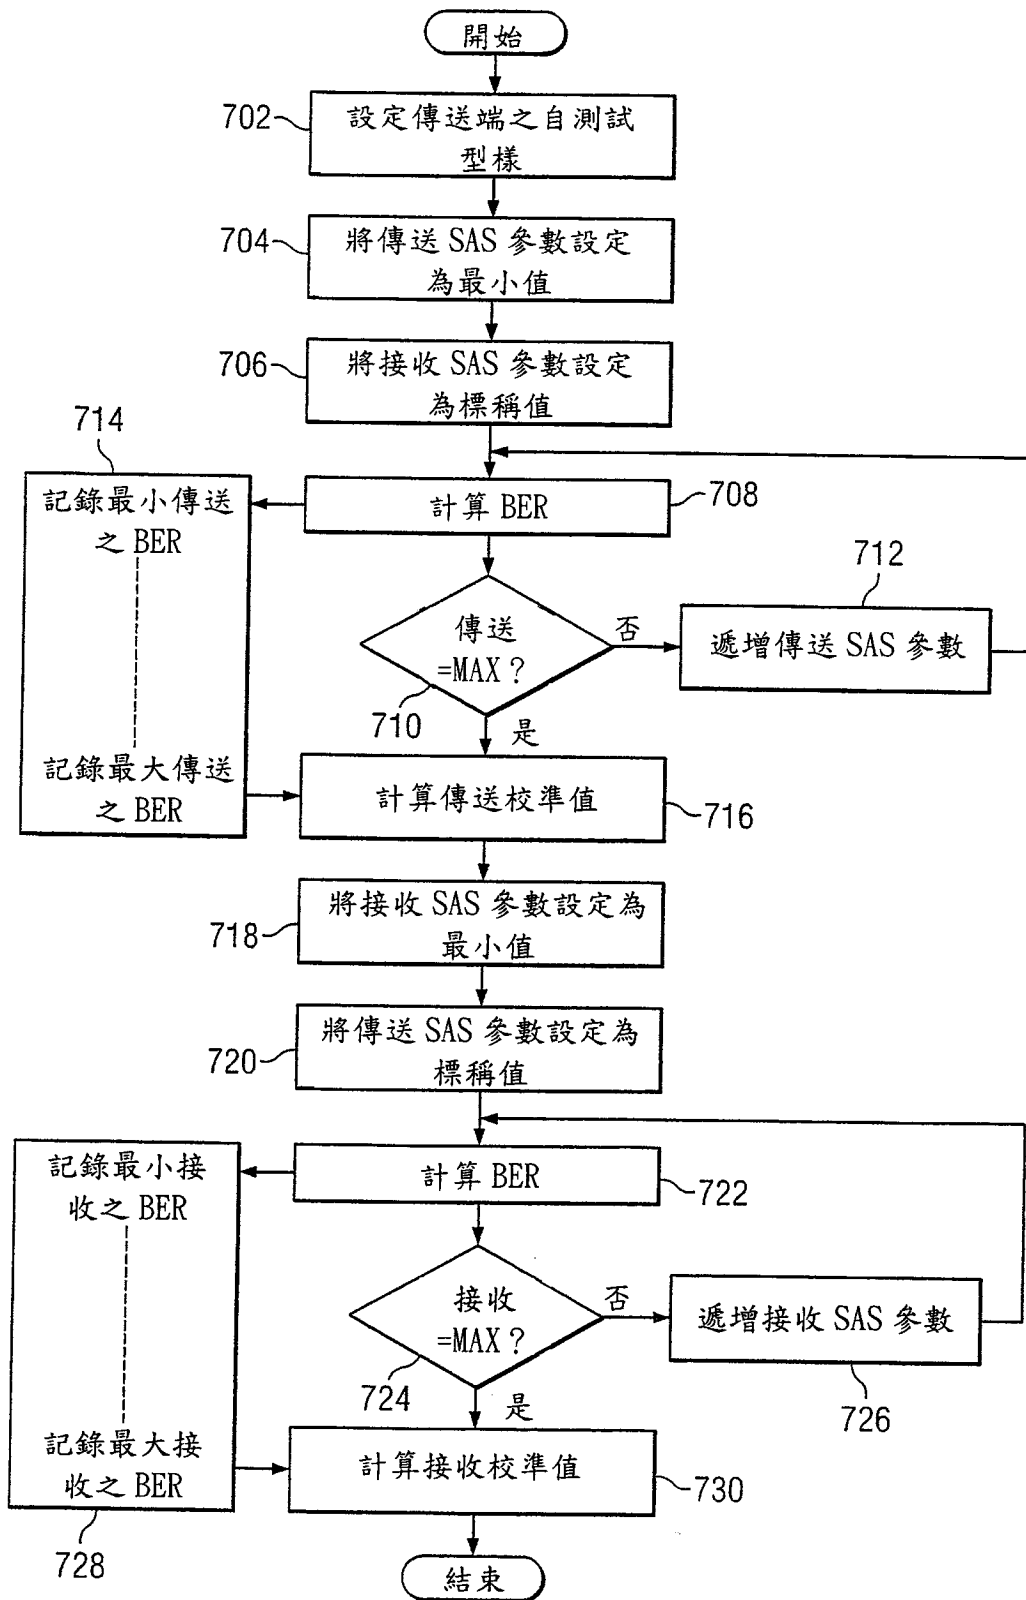 開始
702
設定傳送端之自測試
型樣
704
將傳送 SAS 參數設定
為最小值
706
將接收 SAS 參數設定
為標稱值
714
記錄最小傳送
之 BER
計算 BER
708
712
傳送
=MAX?
否
遞增傳送 SAS 參數
710
是
記錄最大傳送
之 BER
計算傳送校準值
716
將接收 SAS 參數設定為
最小值
718
將傳送 SAS 參數設定為
標稱值
720
記錄最小接
收之 BER
計算 BER
722
接收
=MAX?
否
遞增接收 SAS 參數
724
是
726
記錄最大接
收之 BER
計算接收校準值
730
728
結束